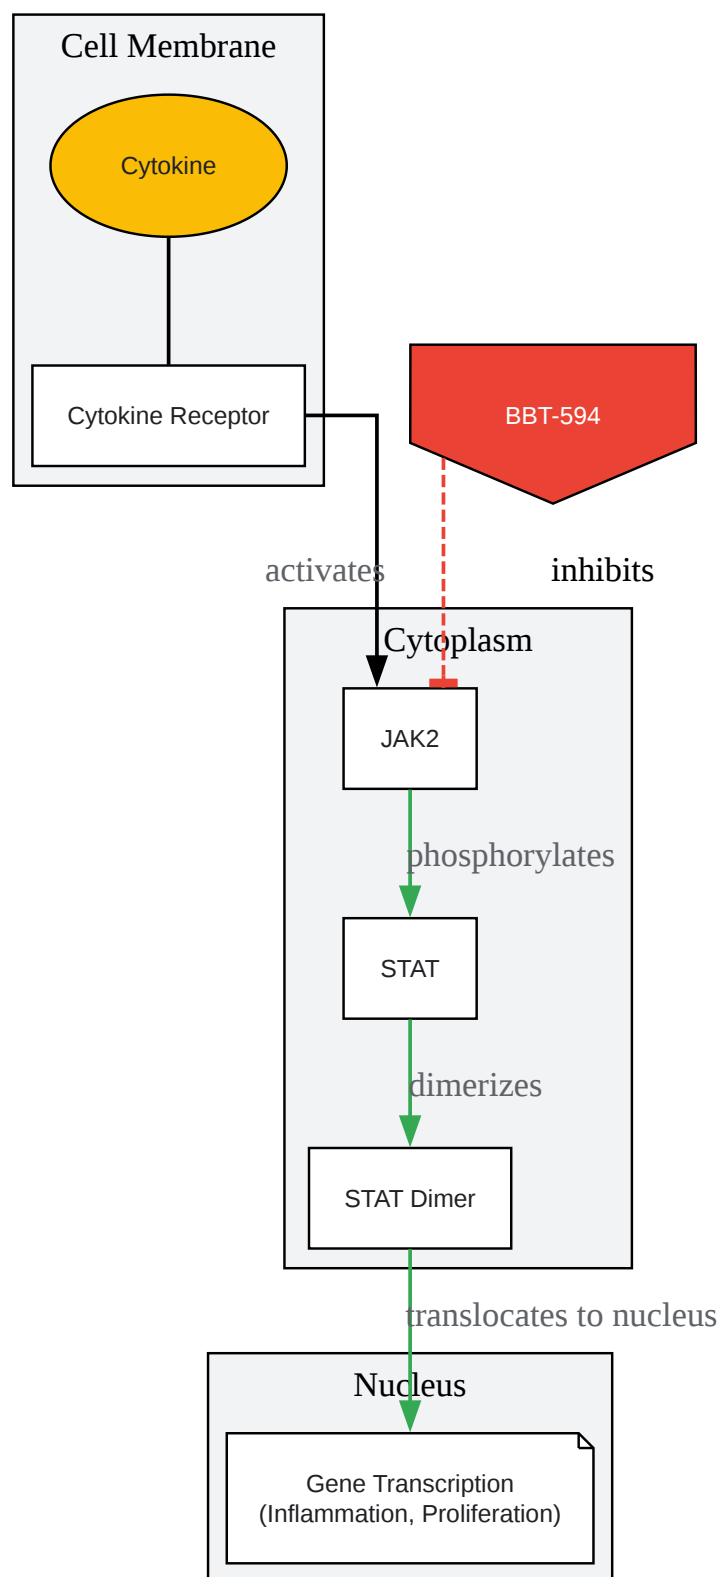 Cell Membrane
Cytokine
Cytokine Receptor
BBT-594
activates
inhibits
Cytoplasm
JAK2
phosphorylates
STAT
dimerizes
STAT Dimer
translocates to nucleus
Nucleus
Gene Transcription
(Inflammation, Proliferation)